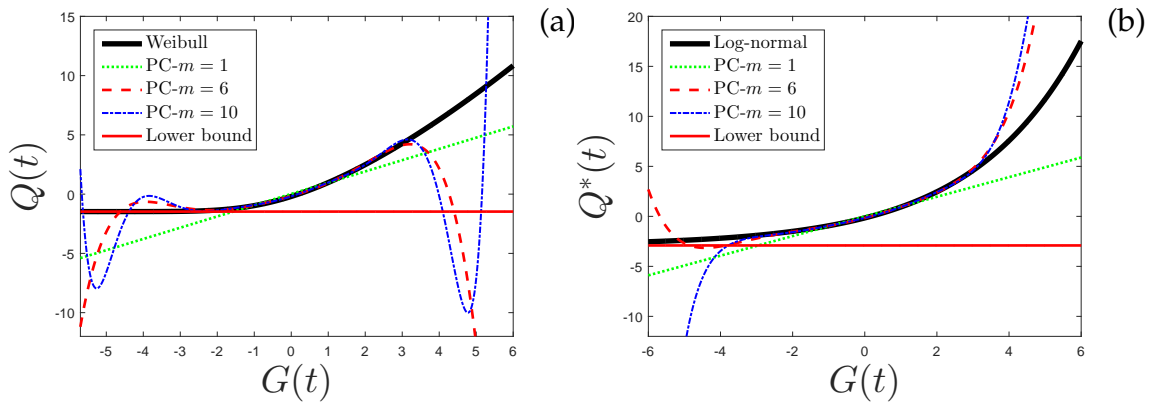 (a)
15
10
5
0
-5
-10
Q(t)
Weibull
PC-m = 1
PC-m = 6
PC-m = 10
Lower bound
-5 -4 -3 -2 -1 0 1 2 3 4 5 6
G(t)
(b)
20
15
10
5
0
-5
-10
Q*(t)
Log-normal
PC-m = 1
PC-m = 6
PC-m = 10
Lower bound
-6 -4 -2 0 2 4 6
G(t)